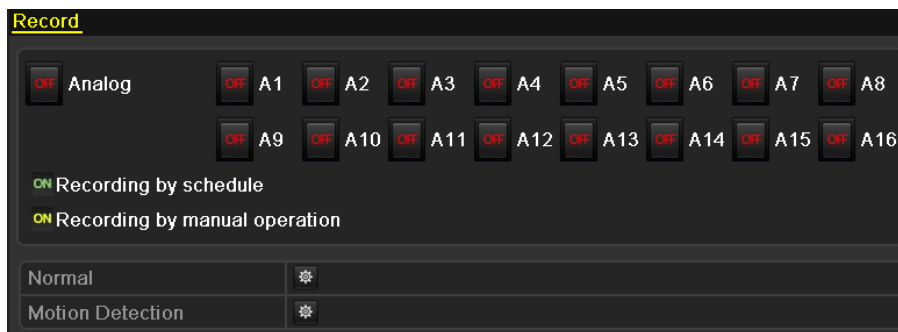 Record
OFF Analog OFF A1 OFF A2 OFF A3 OFF A4 OFF A5 OFF A6 OFF A7 OFF A8
OFF A9 OFF A10 OFF A11 OFF A12 OFF A13 OFF A14 OFF A15 OFF A16
ON Recording by schedule
ON Recording by manual operation
Normal
Motion Detection